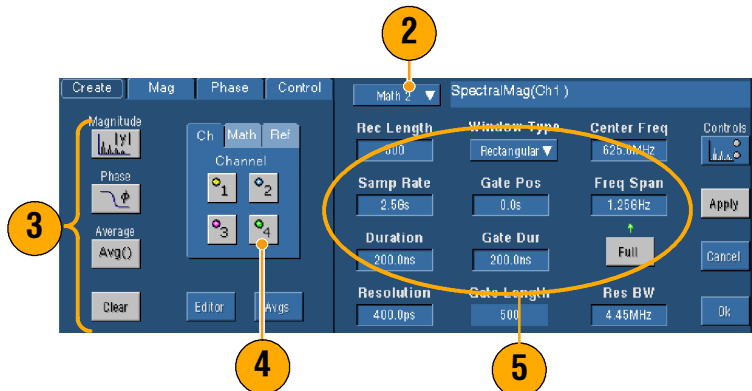 2
Create Mag Phase Control
Math 2 SpectralMag(Ch1)
Magnitude
|y|
Ch Math Ref
Channel
1 2
3 4
Phase
ϕ
Average
Avg()
Clear
Editor Avgs
3
4
Rec Length Window Type Center Freq Controls
500 Rectangular 625.0MHz
Samp Rate Gate Pos Freq Span
2.5Gs 0.0s 1.25GHz Apply
Duration Gate Dur
200.0ns 200.0ns Full Cancel
Resolution Gate Length Res BW
400.0ps 500 4.45MHz Ok
5